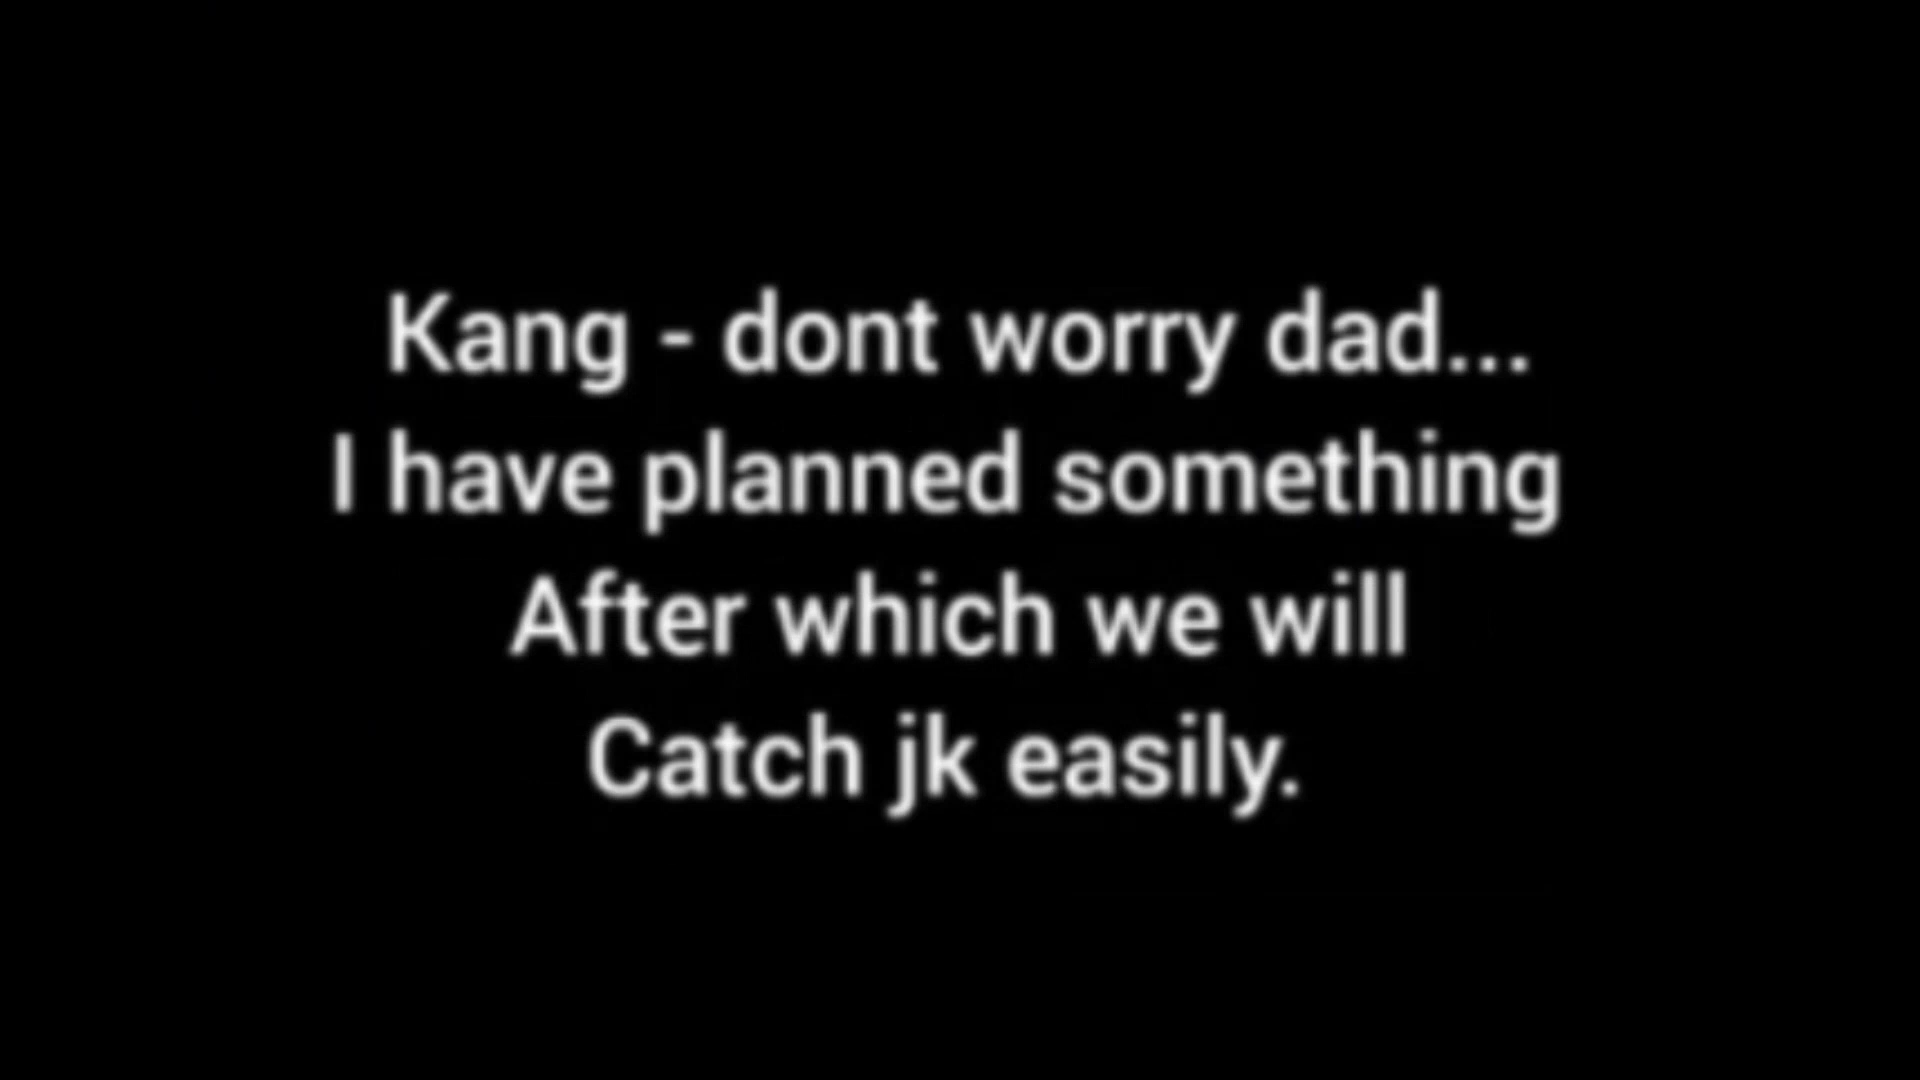 Kang - dont worry dad...
I have planned something
After which we will
Catch jk easily.